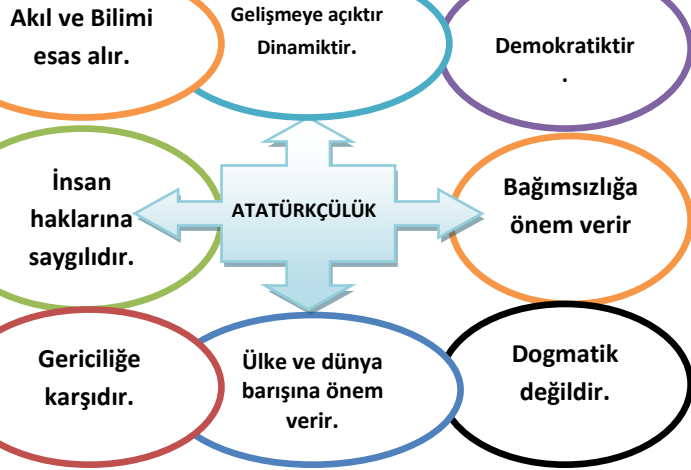 Akıl ve Bilimi
esas alır.
Gelişmeye açıktır
Dinamiktir.
Demokratiktir
.
İnsan
haklarına
saygılıdır.
ATATÜRKÇÜLÜK
Bağımsızlığa
önem verir
Gericiliğe
karşıdır.
Ülke ve dünya
barışına önem
verir.
Dogmatik
değildir.